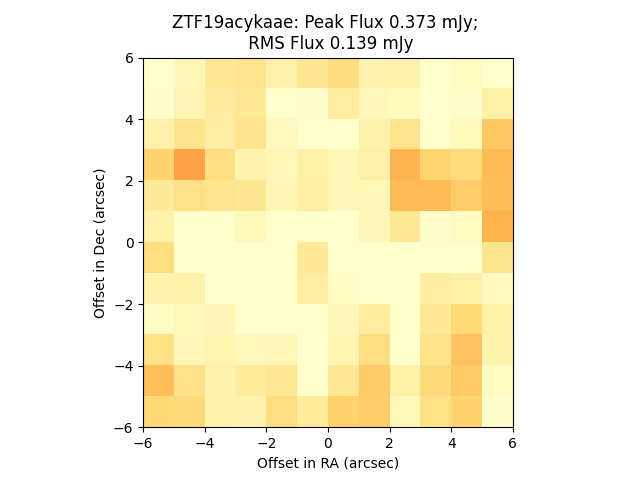 ZTF19acykaae: Peak Flux 0.373 mJy;
RMS Flux 0.139 mJy
6
4
2
0
−2
−4
−6
Offset in Dec (arcsec)
−6 −4 −2 0 2 4 6
Offset in RA (arcsec)